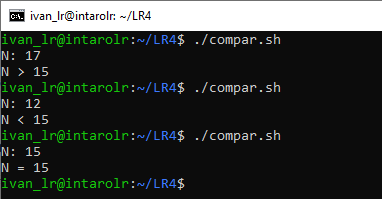 ivan_lr@intarolr: ~/LR4
ivan_lr@intarolr:~/LR4$ ./compar.sh
N: 17
N > 15
ivan_lr@intarolr:~/LR4$ ./compar.sh
N: 12
N < 15
ivan_lr@intarolr:~/LR4$ ./compar.sh
N: 15
N = 15
ivan_lr@intarolr:~/LR4$